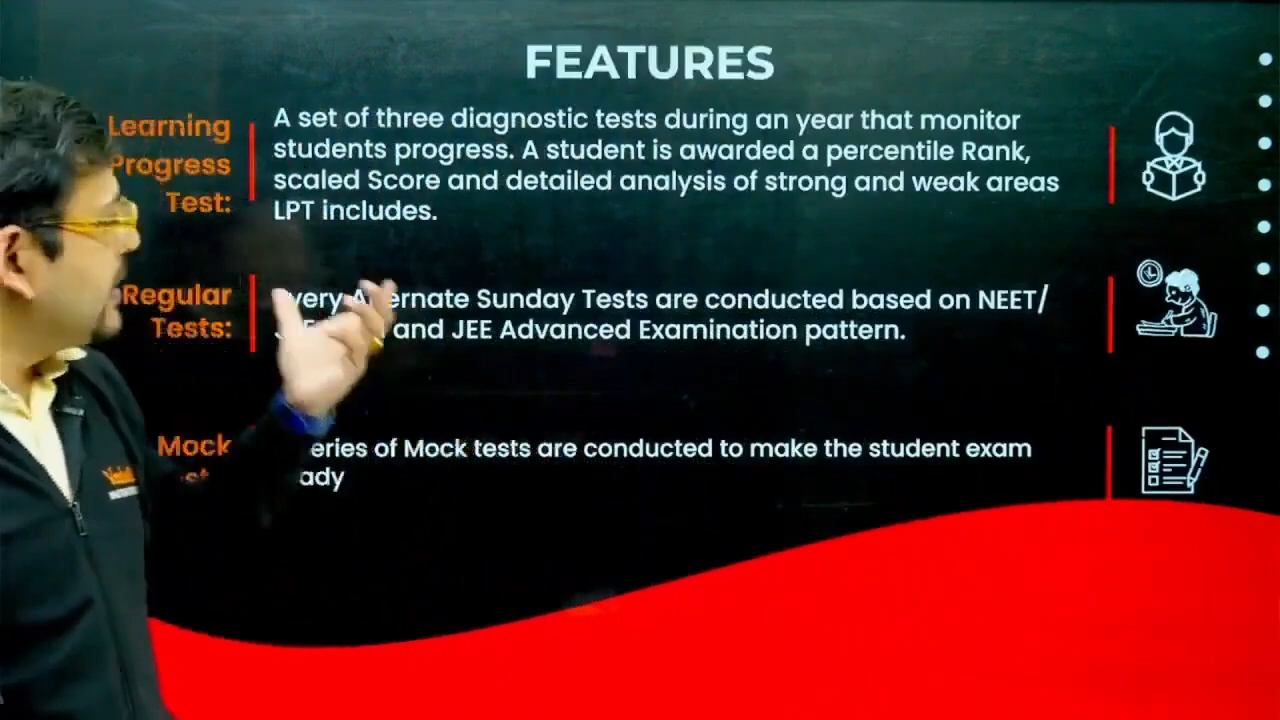 FEATURES
Learning
Progress
Test:
A set of three diagnostic tests during an year that monitor
students progress. A student is awarded a percentile Rank,
scaled Score and detailed analysis of strong and weak areas
LPT includes.
Regular
Tests:
Sunday Tests are conducted based on NEET/
and JEE Advanced Examination pattern.
Mock
of Mock tests are conducted to make the student exam